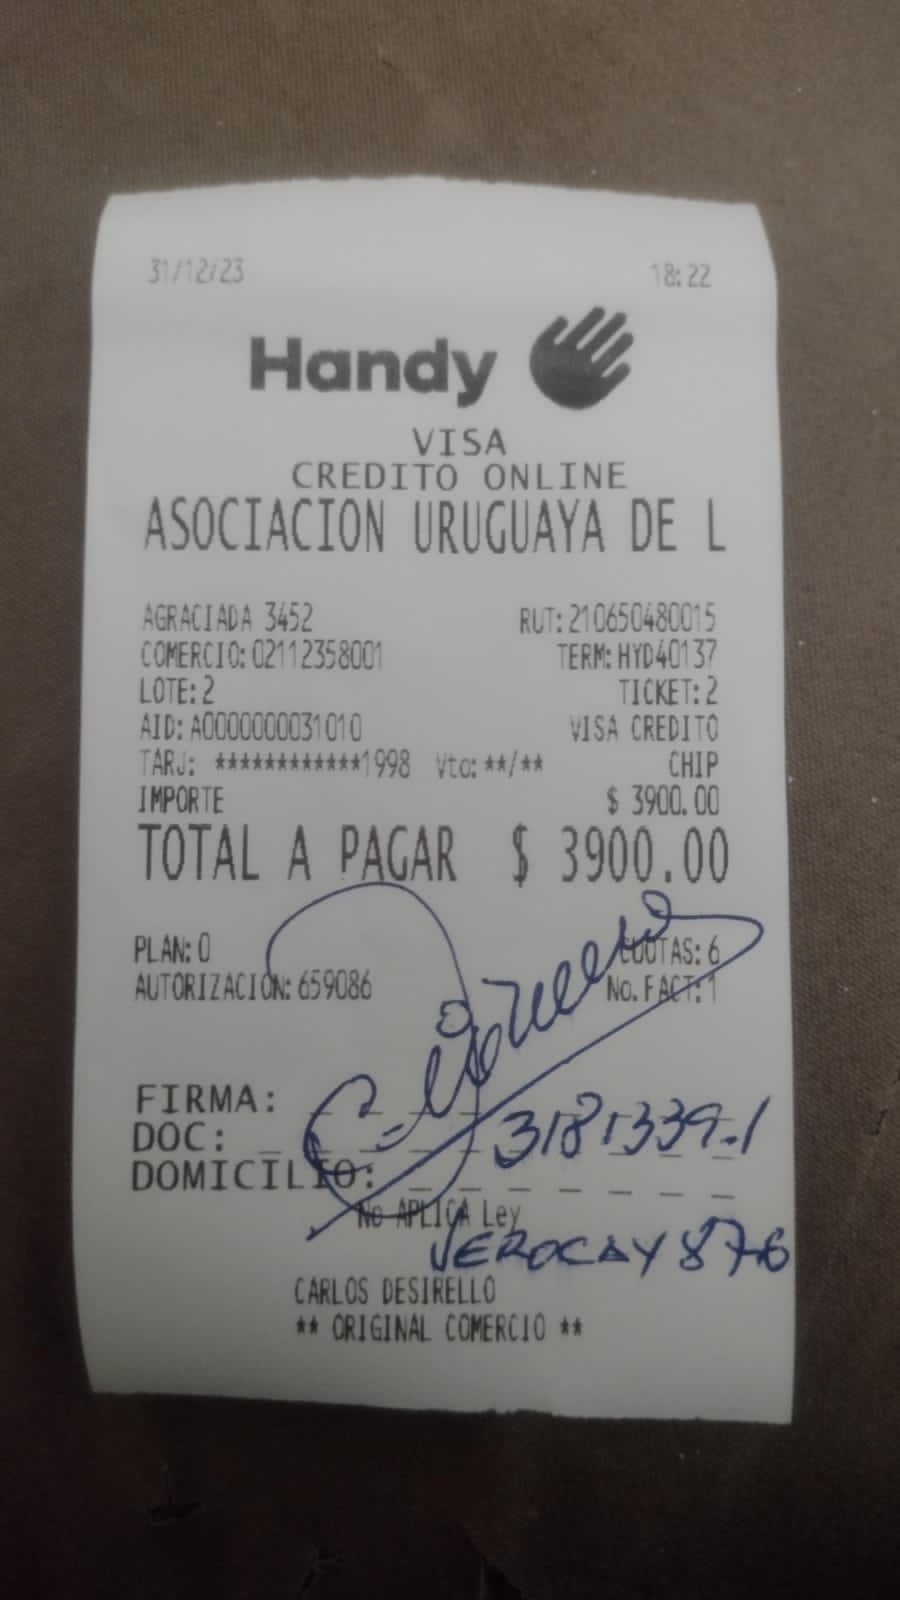 31/12/23 18:22
Handy
VISA
CREDITO ONLINE
ASOCIACION URUGUAYA DE L
AGRACIADA 3452 RUT:210650480015
COMERCIO:02112358001 TERM:HYD40137
LOTE:2 TICKET:2
AID:A0000000031010 VISA CREDITO
TARJ: ************1998 Vto:**/** CHIP
IMPORTE $ 3900.00
TOTAL A PAGAR $ 3900.00
PLAN:0 CUOTAS:6
AUTORIZACION:659086 No.FACT:1
FIRMA:
DOC: 3181339-1
DOMICILIO:
No APLICA Ley
VEROCAY 876
CARLOS DESIRELLO
** ORIGINAL COMERCIO **